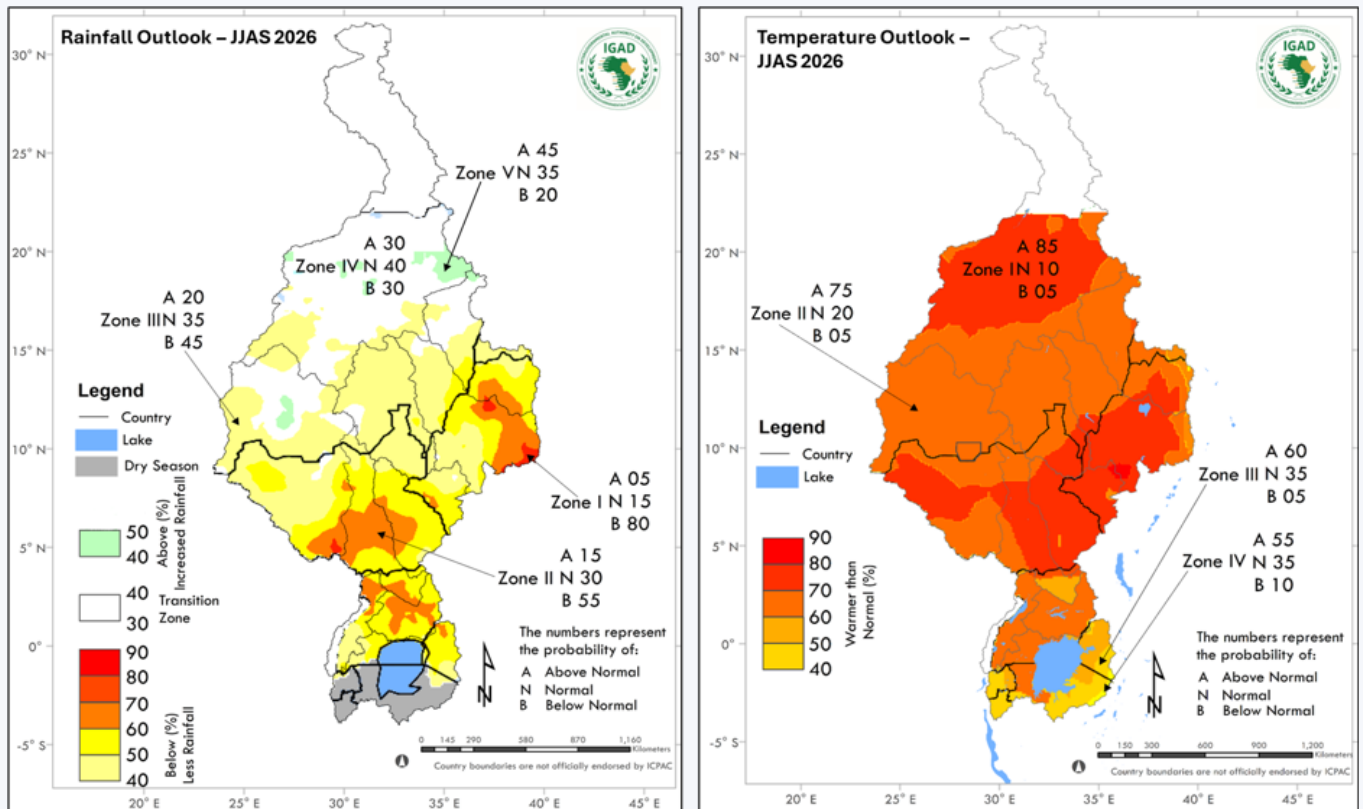 Rainfall Outlook – JJAS 2026
IGAD
30° N
25° N
20° N
15° N
10° N
5° N
0°
-5° S
A 45
Zone V N 35
B 20
A 30
Zone IV N 40
B 30
A 20
Zone III N 35
B 45
A 05
Zone I N 15
B 80
A 15
Zone II N 30
B 55
Legend
Country
Lake
Dry Season
50
40
Above (%)
Increased Rainfall
40
30
Transition
Zone
90
80
70
60
50
40
Below (%)
Less Rainfall
The numbers represent
the probability of:
A Above Normal
N Normal
B Below Normal
N
0 145 290 580 870 1,160
Kilometers
Country boundaries are not officially endorsed by ICPAC
20° E
25° E
30° E
35° E
40° E
45° E
Temperature Outlook –
JJAS 2026
IGAD
30° N
25° N
20° N
15° N
10° N
5° N
0°
-5° S
A 85
Zone I N 10
B 05
A 75
Zone II N 20
B 05
A 60
Zone III N 35
B 05
A 55
Zone IV N 35
B 10
Legend
Country
Lake
90
80
70
60
50
40
Warmer than
Normal (%)
The numbers represent
the probability of:
A Above Normal
N Normal
B Below Normal
N
0 150 300 600 900 1,200
Kilometers
Country boundaries are not officially endorsed by ICPAC
20° E
25° E
30° E
35° E
40° E
45° E